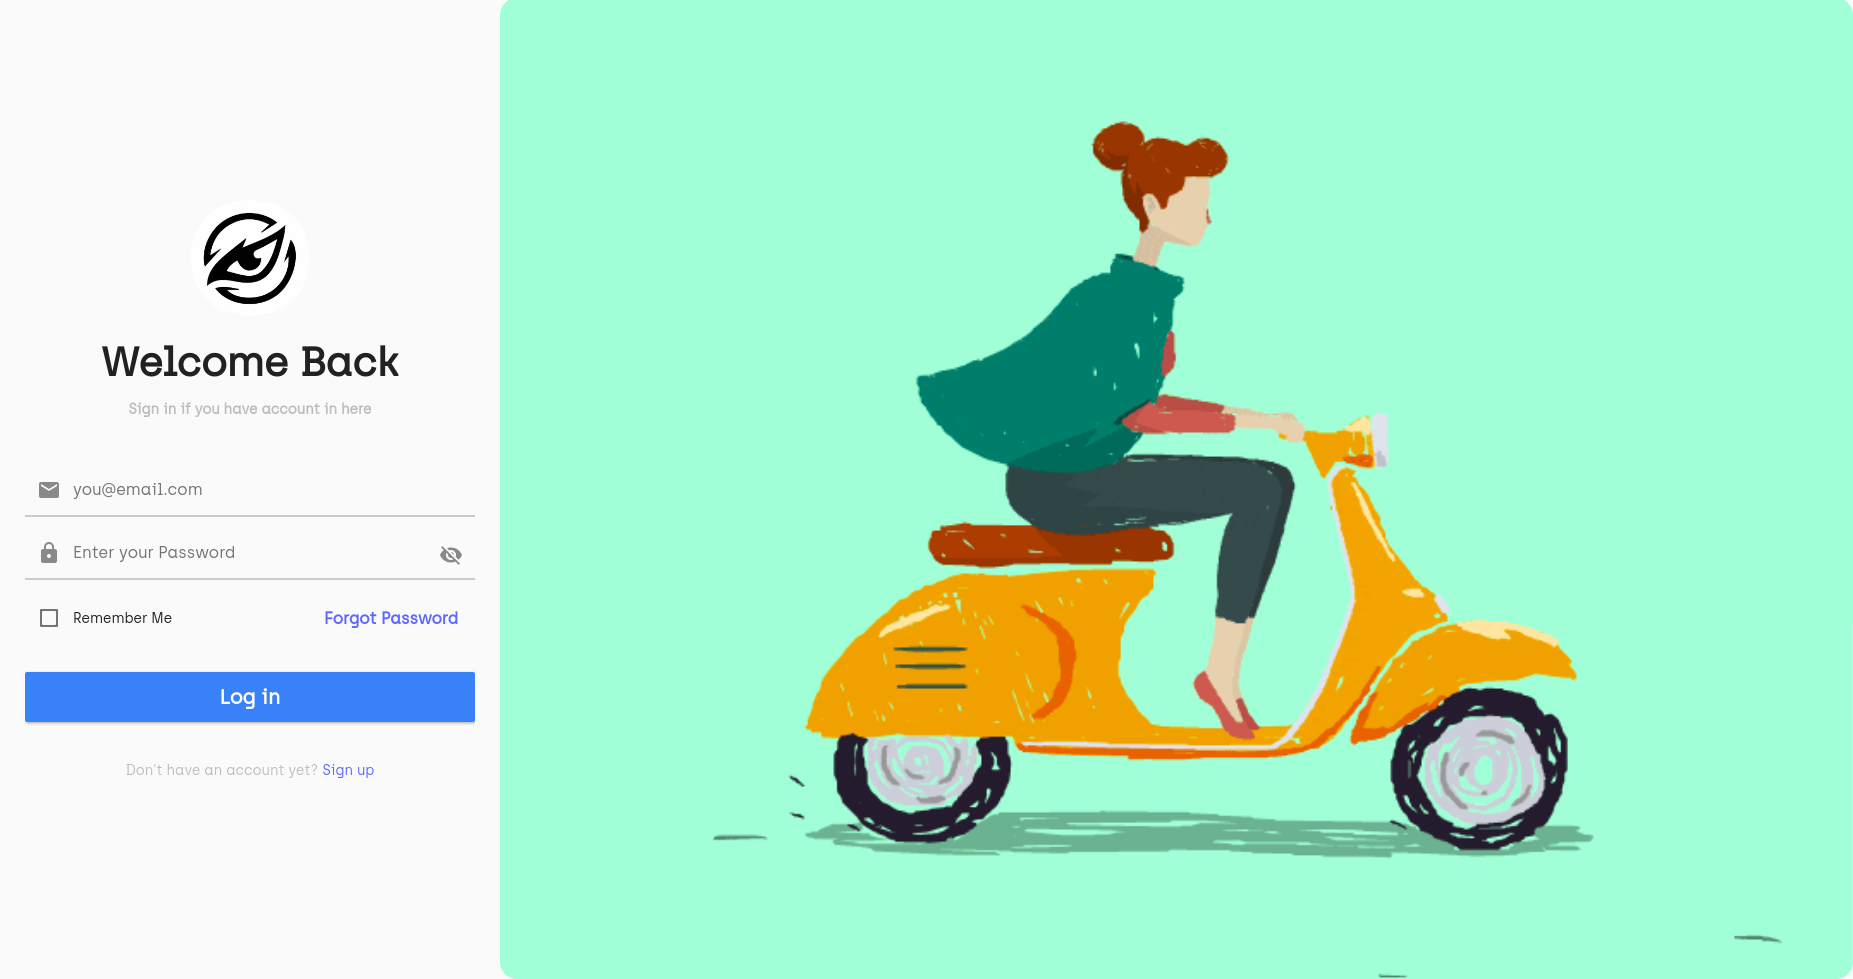 Welcome Back
Sign in if you have account in here
you@email.com
Enter your Password
Remember Me
Forgot Password
Log in
Don't have an account yet? Sign up